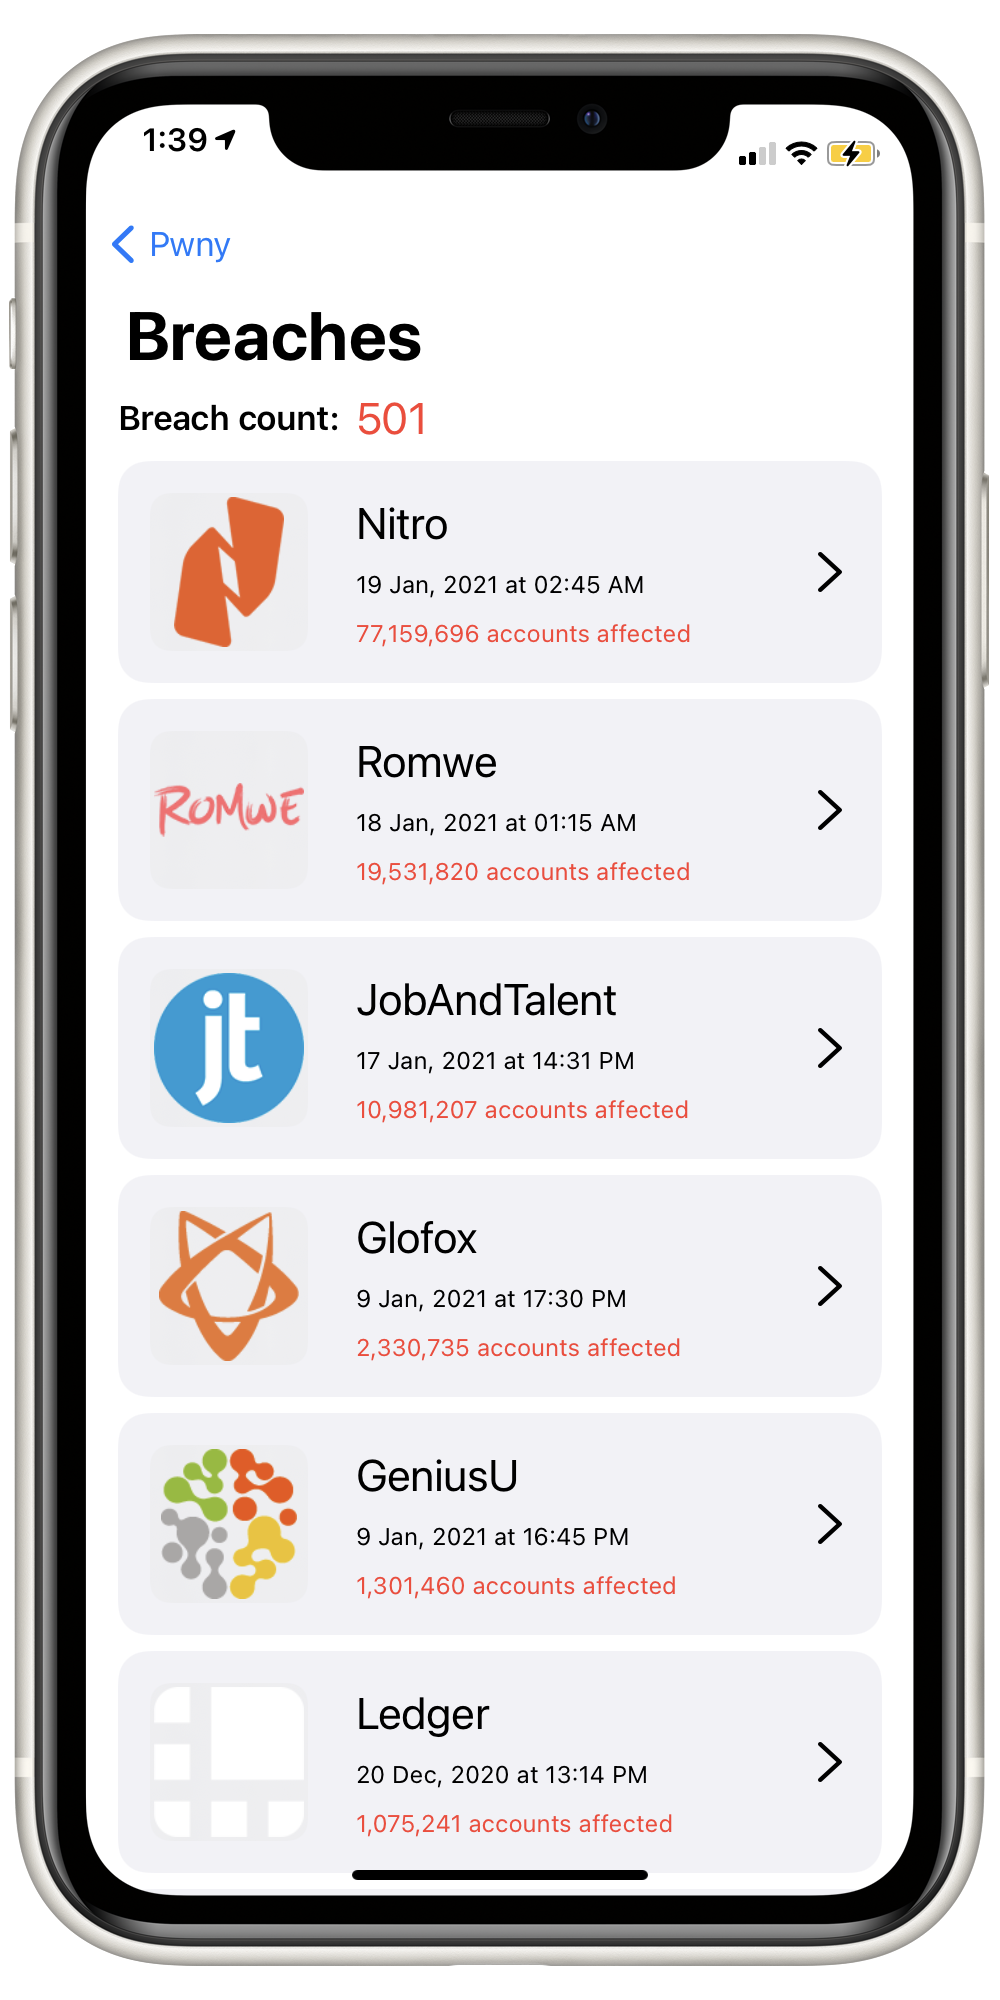 1:39
Pwny
Breaches
Breach count: 501
Nitro
19 Jan, 2021 at 02:45 AM
77,159,696 accounts affected
ROMWE
Romwe
18 Jan, 2021 at 01:15 AM
19,531,820 accounts affected
jt
JobAndTalent
17 Jan, 2021 at 14:31 PM
10,981,207 accounts affected
Glofox
9 Jan, 2021 at 17:30 PM
2,330,735 accounts affected
GeniusU
9 Jan, 2021 at 16:45 PM
1,301,460 accounts affected
Ledger
20 Dec, 2020 at 13:14 PM
1,075,241 accounts affected